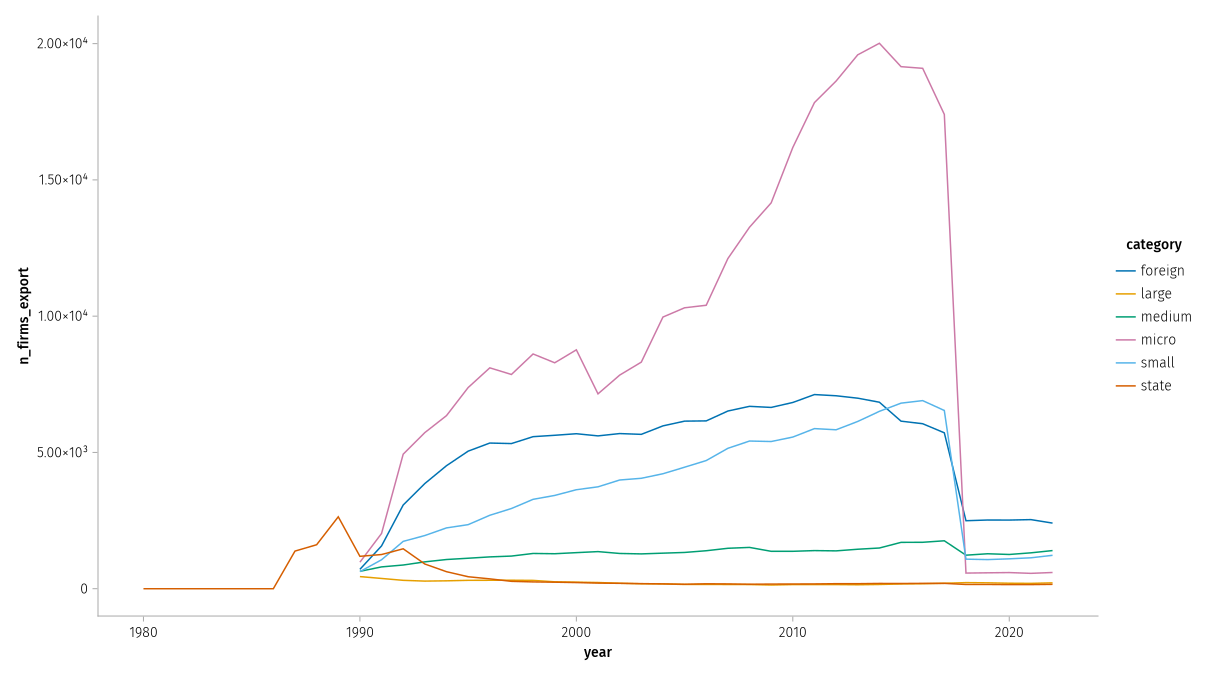 n_firms_export
2.00×10⁴
1.50×10⁴
1.00×10⁴
5.00×10³
0
1980 1990 2000 2010 2020
year
category
foreign
large
medium
micro
small
state